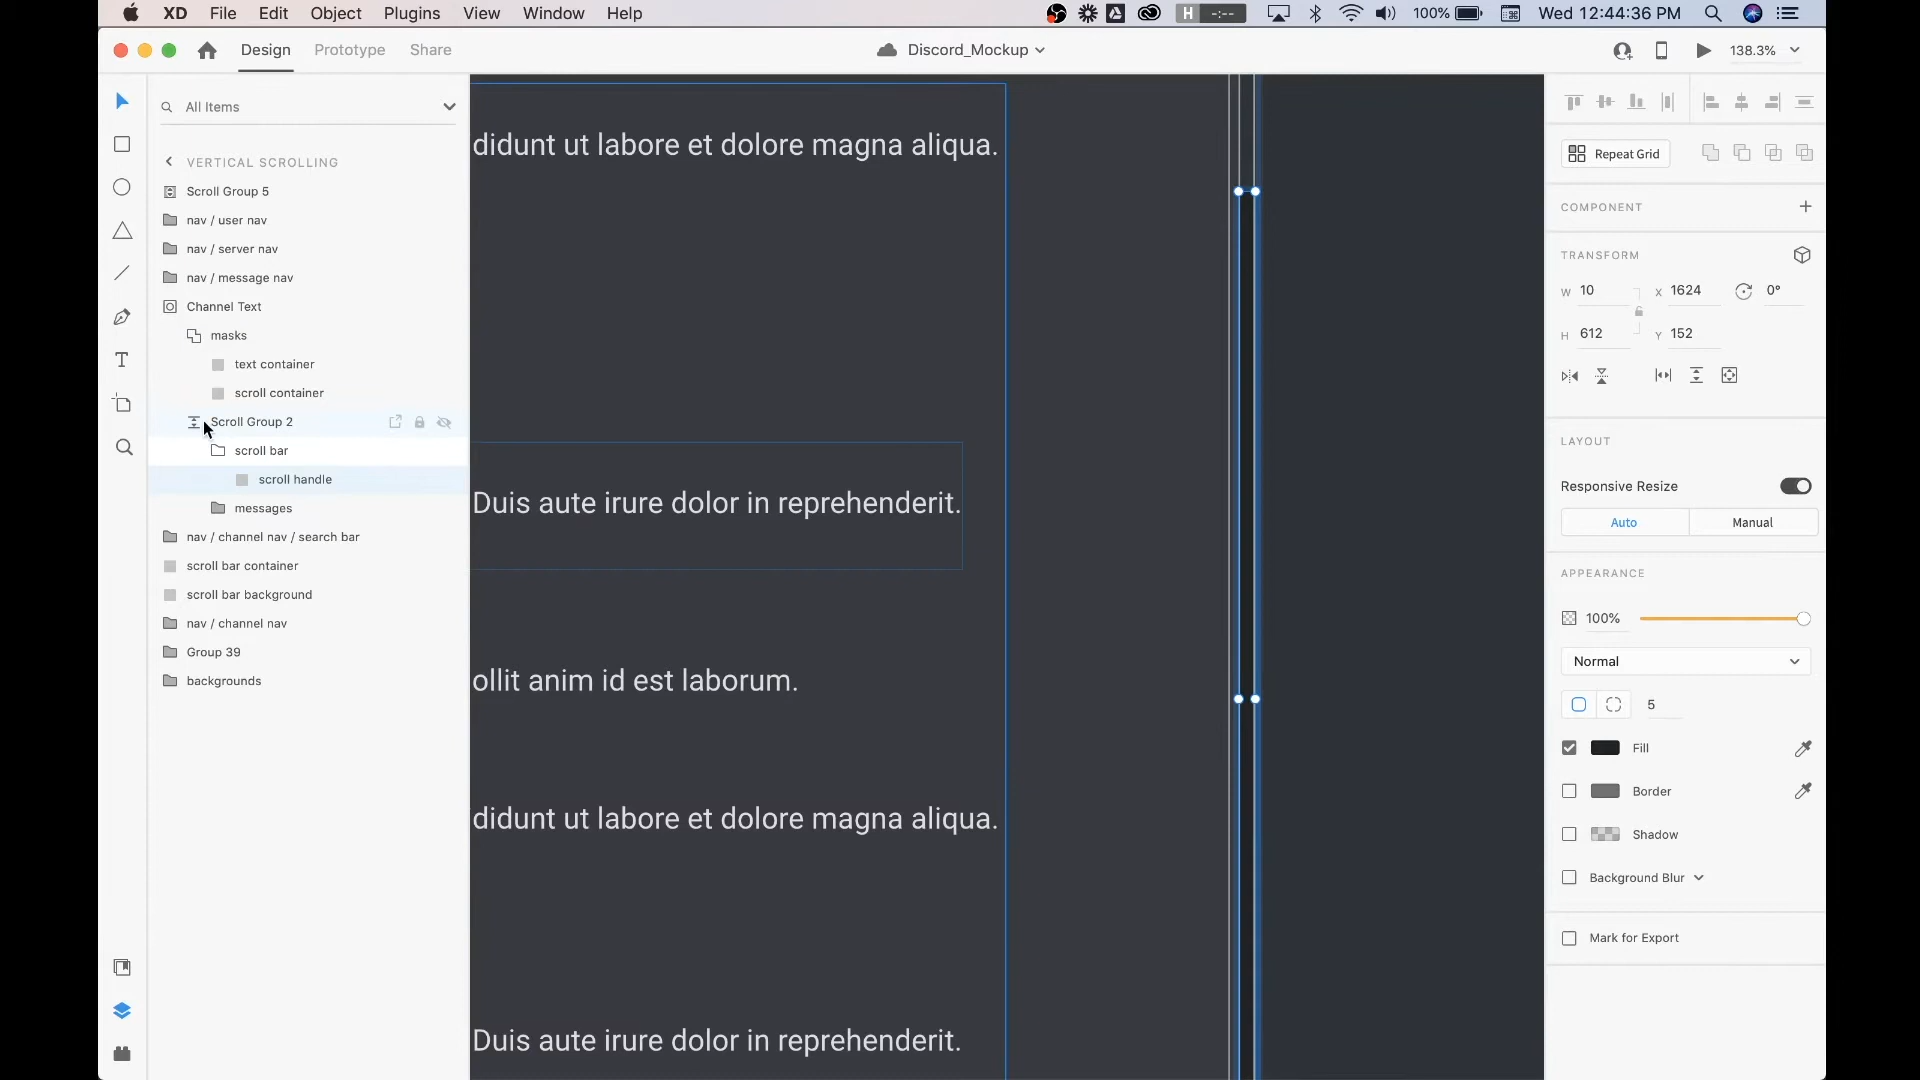 XD File Edit Object Plugins View Window Help
H -:-- 100% Wed 12:44:36 PM
Design Prototype Share
Discord_Mockup
138.3%
All Items
VERTICAL SCROLLING
Scroll Group 5
nav / user nav
nav / server nav
nav / message nav
Channel Text
masks
text container
scroll container
Scroll Group 2
scroll bar
scroll handle
messages
nav / channel nav / search bar
scroll bar container
scroll bar background
nav / channel nav
Group 39
backgrounds
didunt ut labore et dolore magna aliqua.
Duis aute irure dolor in reprehenderit.
ollit anim id est laborum.
didunt ut labore et dolore magna aliqua.
Duis aute irure dolor in reprehenderit.
Repeat Grid
COMPONENT
TRANSFORM
W 10 X 1624 0°
H 612 Y 152
LAYOUT
Responsive Resize
Auto Manual
APPEARANCE
100%
Normal
5
Fill
Border
Shadow
Background Blur
Mark for Export